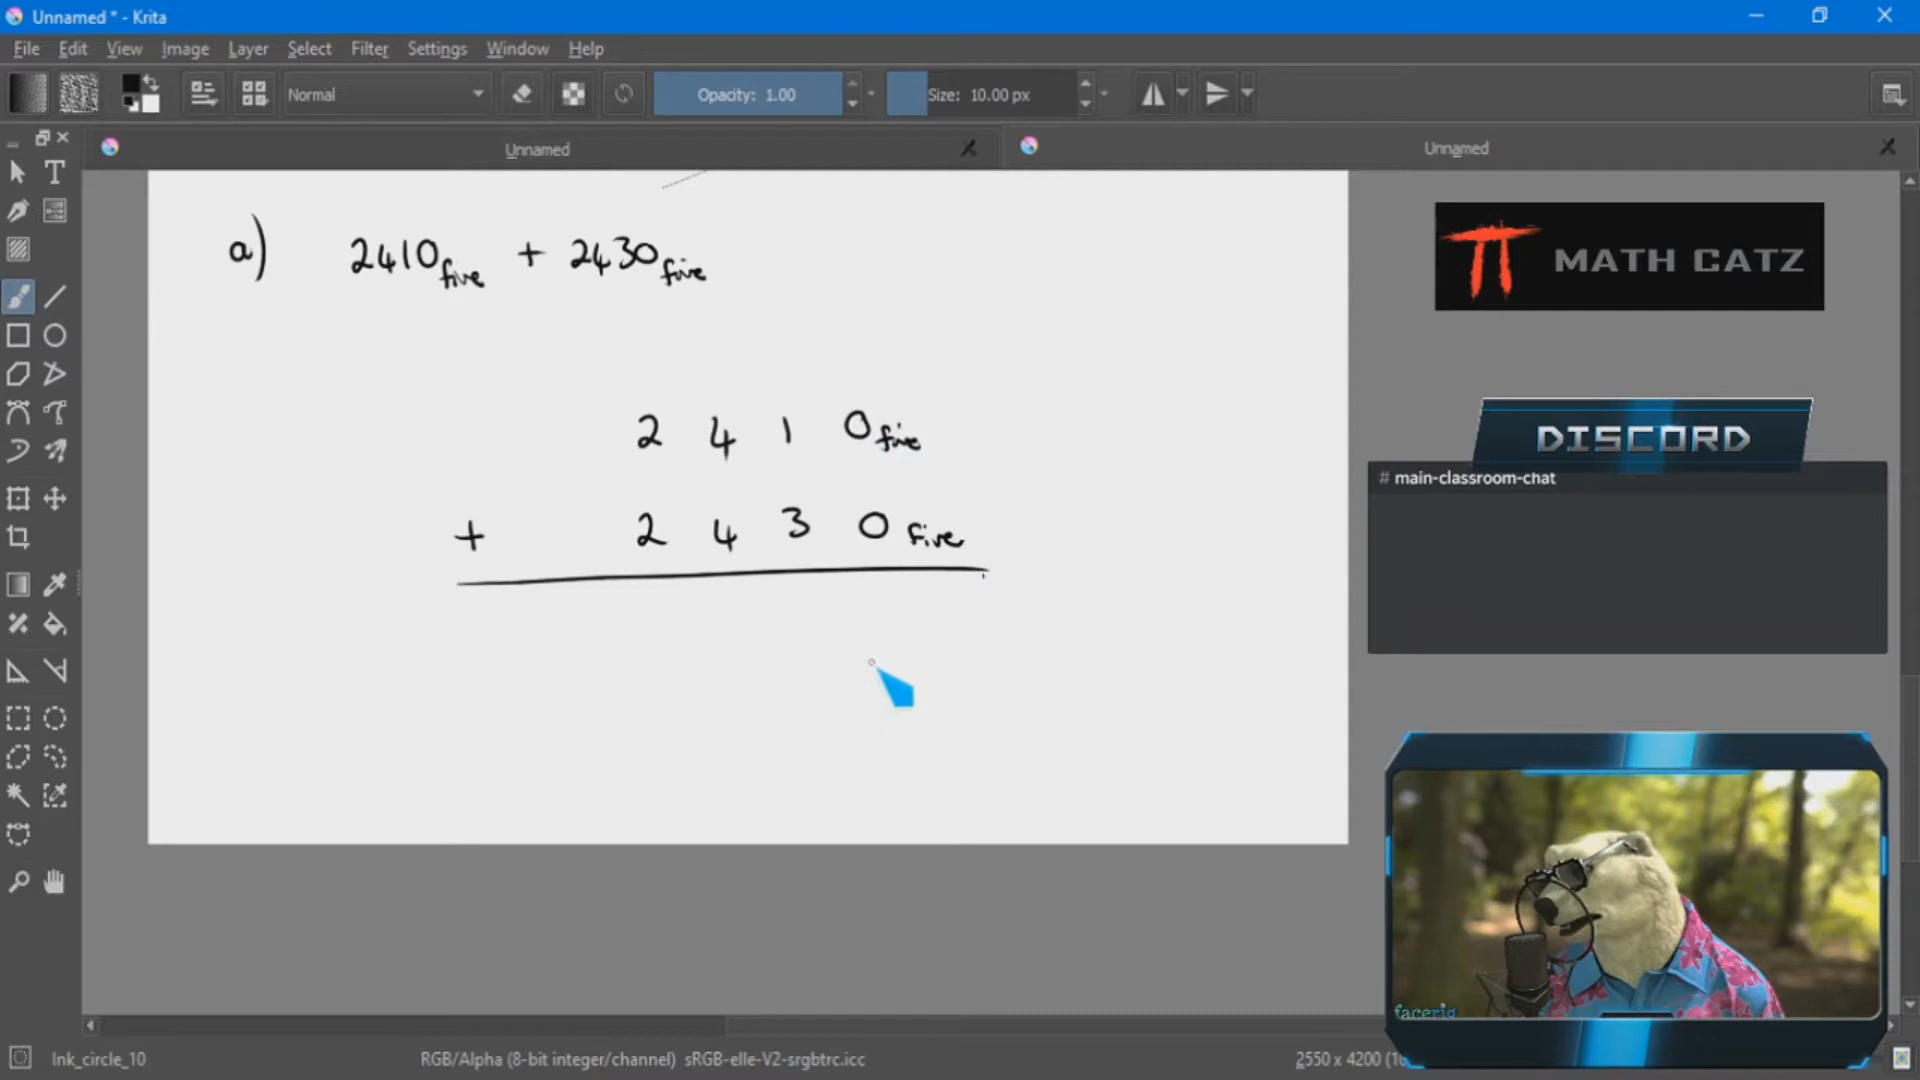 Unnamed * - Krita
File Edit View Image Layer Select Filter Settings Window Help
Normal Opacity: 1.00 Size: 10.00 px
Unnamed Unnamed
a) 2410five + 2430five
2 4 1 0five
+ 2 4 3 0five
MATH CATZ
DISCORD
# main-classroom-chat
facerig
Ink_circle_10 RGB/Alpha (8-bit integer/channel) sRGB-elle-V2-srgbtrc.icc 2550 x 4200